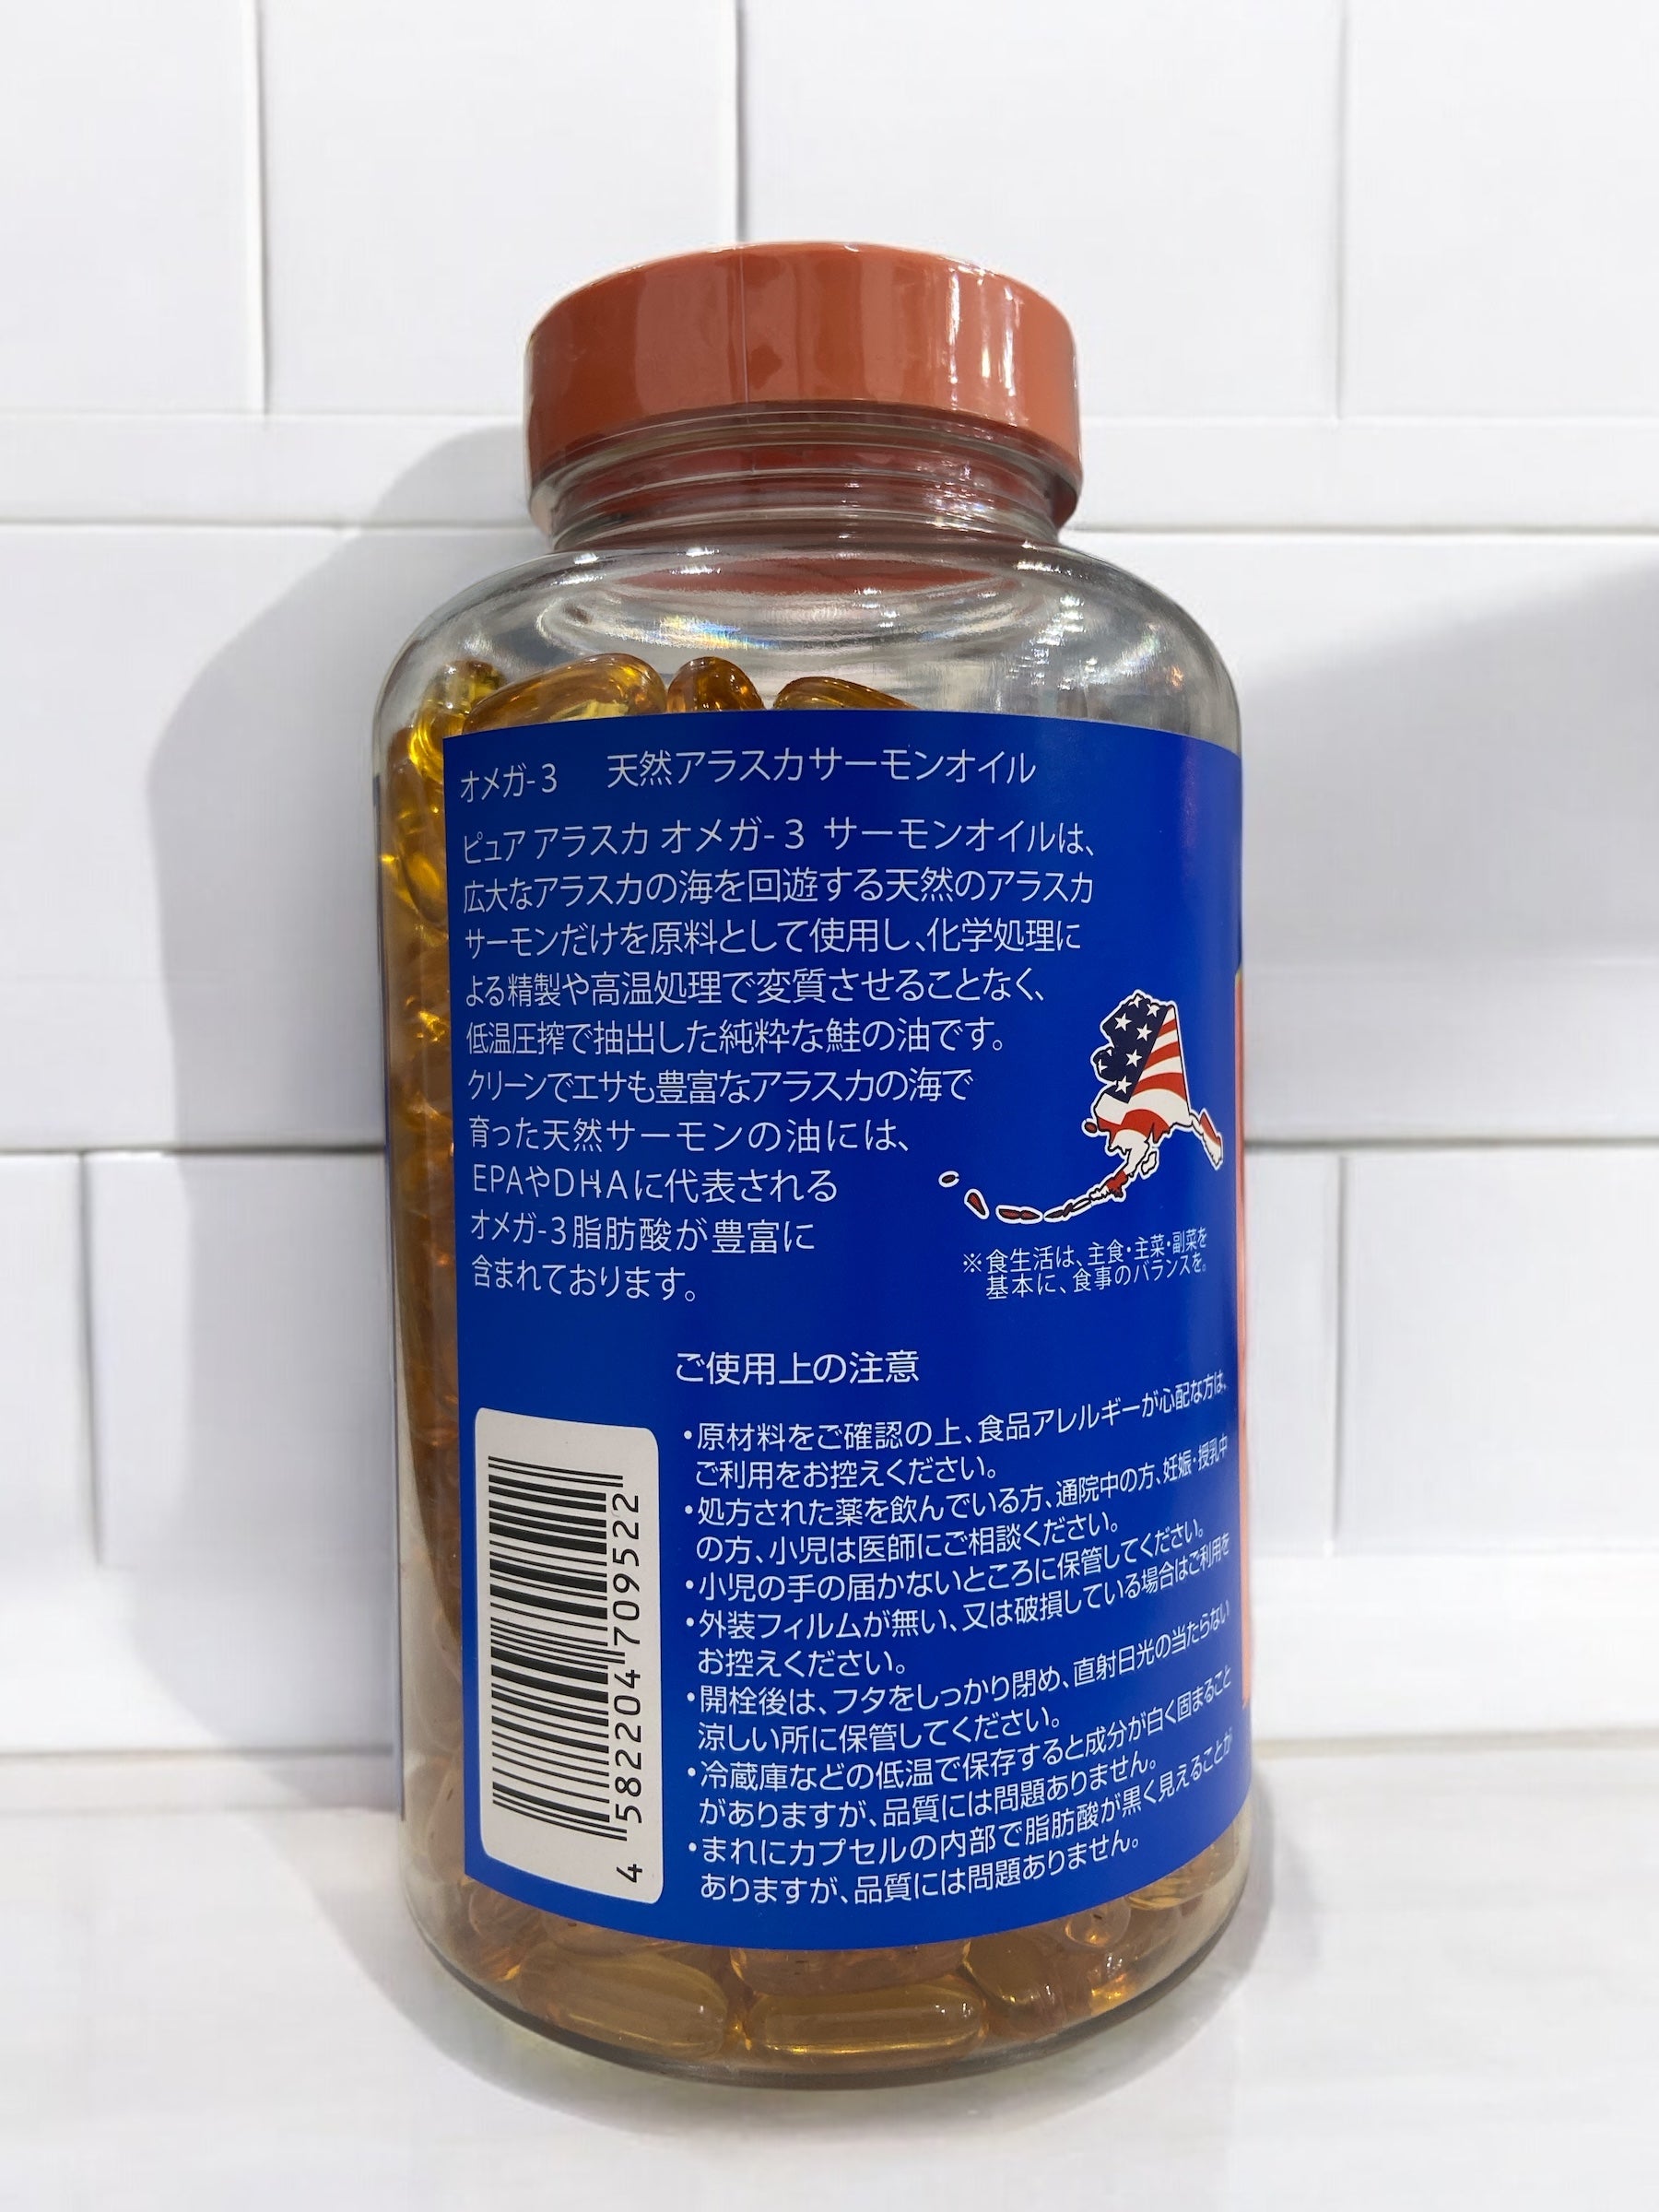 オメガ-3 天然アラスカサーモンオイル
ピュア アラスカ オメガ-3 サーモンオイルは、
広大なアラスカの海を回遊する天然のアラスカ
サーモンだけを原料として使用し、化学処理に
よる精製や高温処理で変質させることなく、
低温圧搾で抽出した純粋な鮭の油です。
クリーンでエサも豊富なアラスカの海で
育った天然サーモンの油には、
EPAやDHAに代表される
オメガ-3脂肪酸が豊富に
含まれております。
※食生活は、主食・主菜・副菜を
基本に、食事のバランスを。
ご使用上の注意
・原材料をご確認の上、食品アレルギーが心配な方は、
ご利用をお控えください。
・処方された薬を飲んでいる方、通院中の方、妊娠・授乳中
の方、小児は医師にご相談ください。
・小児の手の届かないところに保管してください。
・外装フィルムが無い、又は破損している場合はご利用を
お控えください。
・開栓後は、フタをしっかり閉め、直射日光の当たらない
涼しい所に保管してください。
・冷蔵庫などの低温で保存すると成分が白く固まること
がありますが、品質には問題ありません。
・まれにカプセルの内部で脂肪酸が黒く見えることが
ありますが、品質には問題ありません。
4 582204 709522